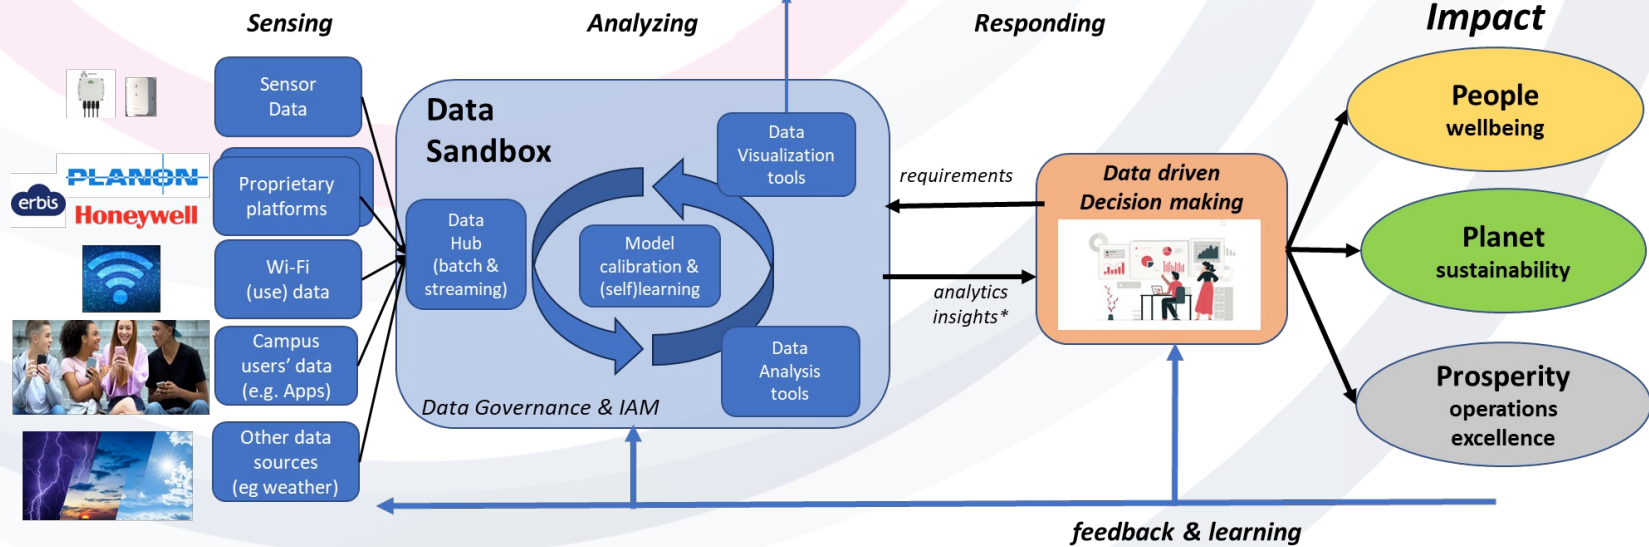 Sensing
Analyzing
Responding
Impact
Sensor
Data
PLANON
erbis
Honeywell
Proprietary
platforms
Wi-Fi
(use) data
Campus
users’ data
(e.g. Apps)
Other data
sources
(eg weather)
Data
Sandbox
Data
Hub
(batch &
streaming)
Model
calibration &
(self)learning
Data
Visualization
tools
Data
Analysis
tools
Data Governance & IAM
requirements
analytics
insights*
Data driven
Decision making
People
wellbeing
Planet
sustainability
Prosperity
operations
excellence
feedback & learning